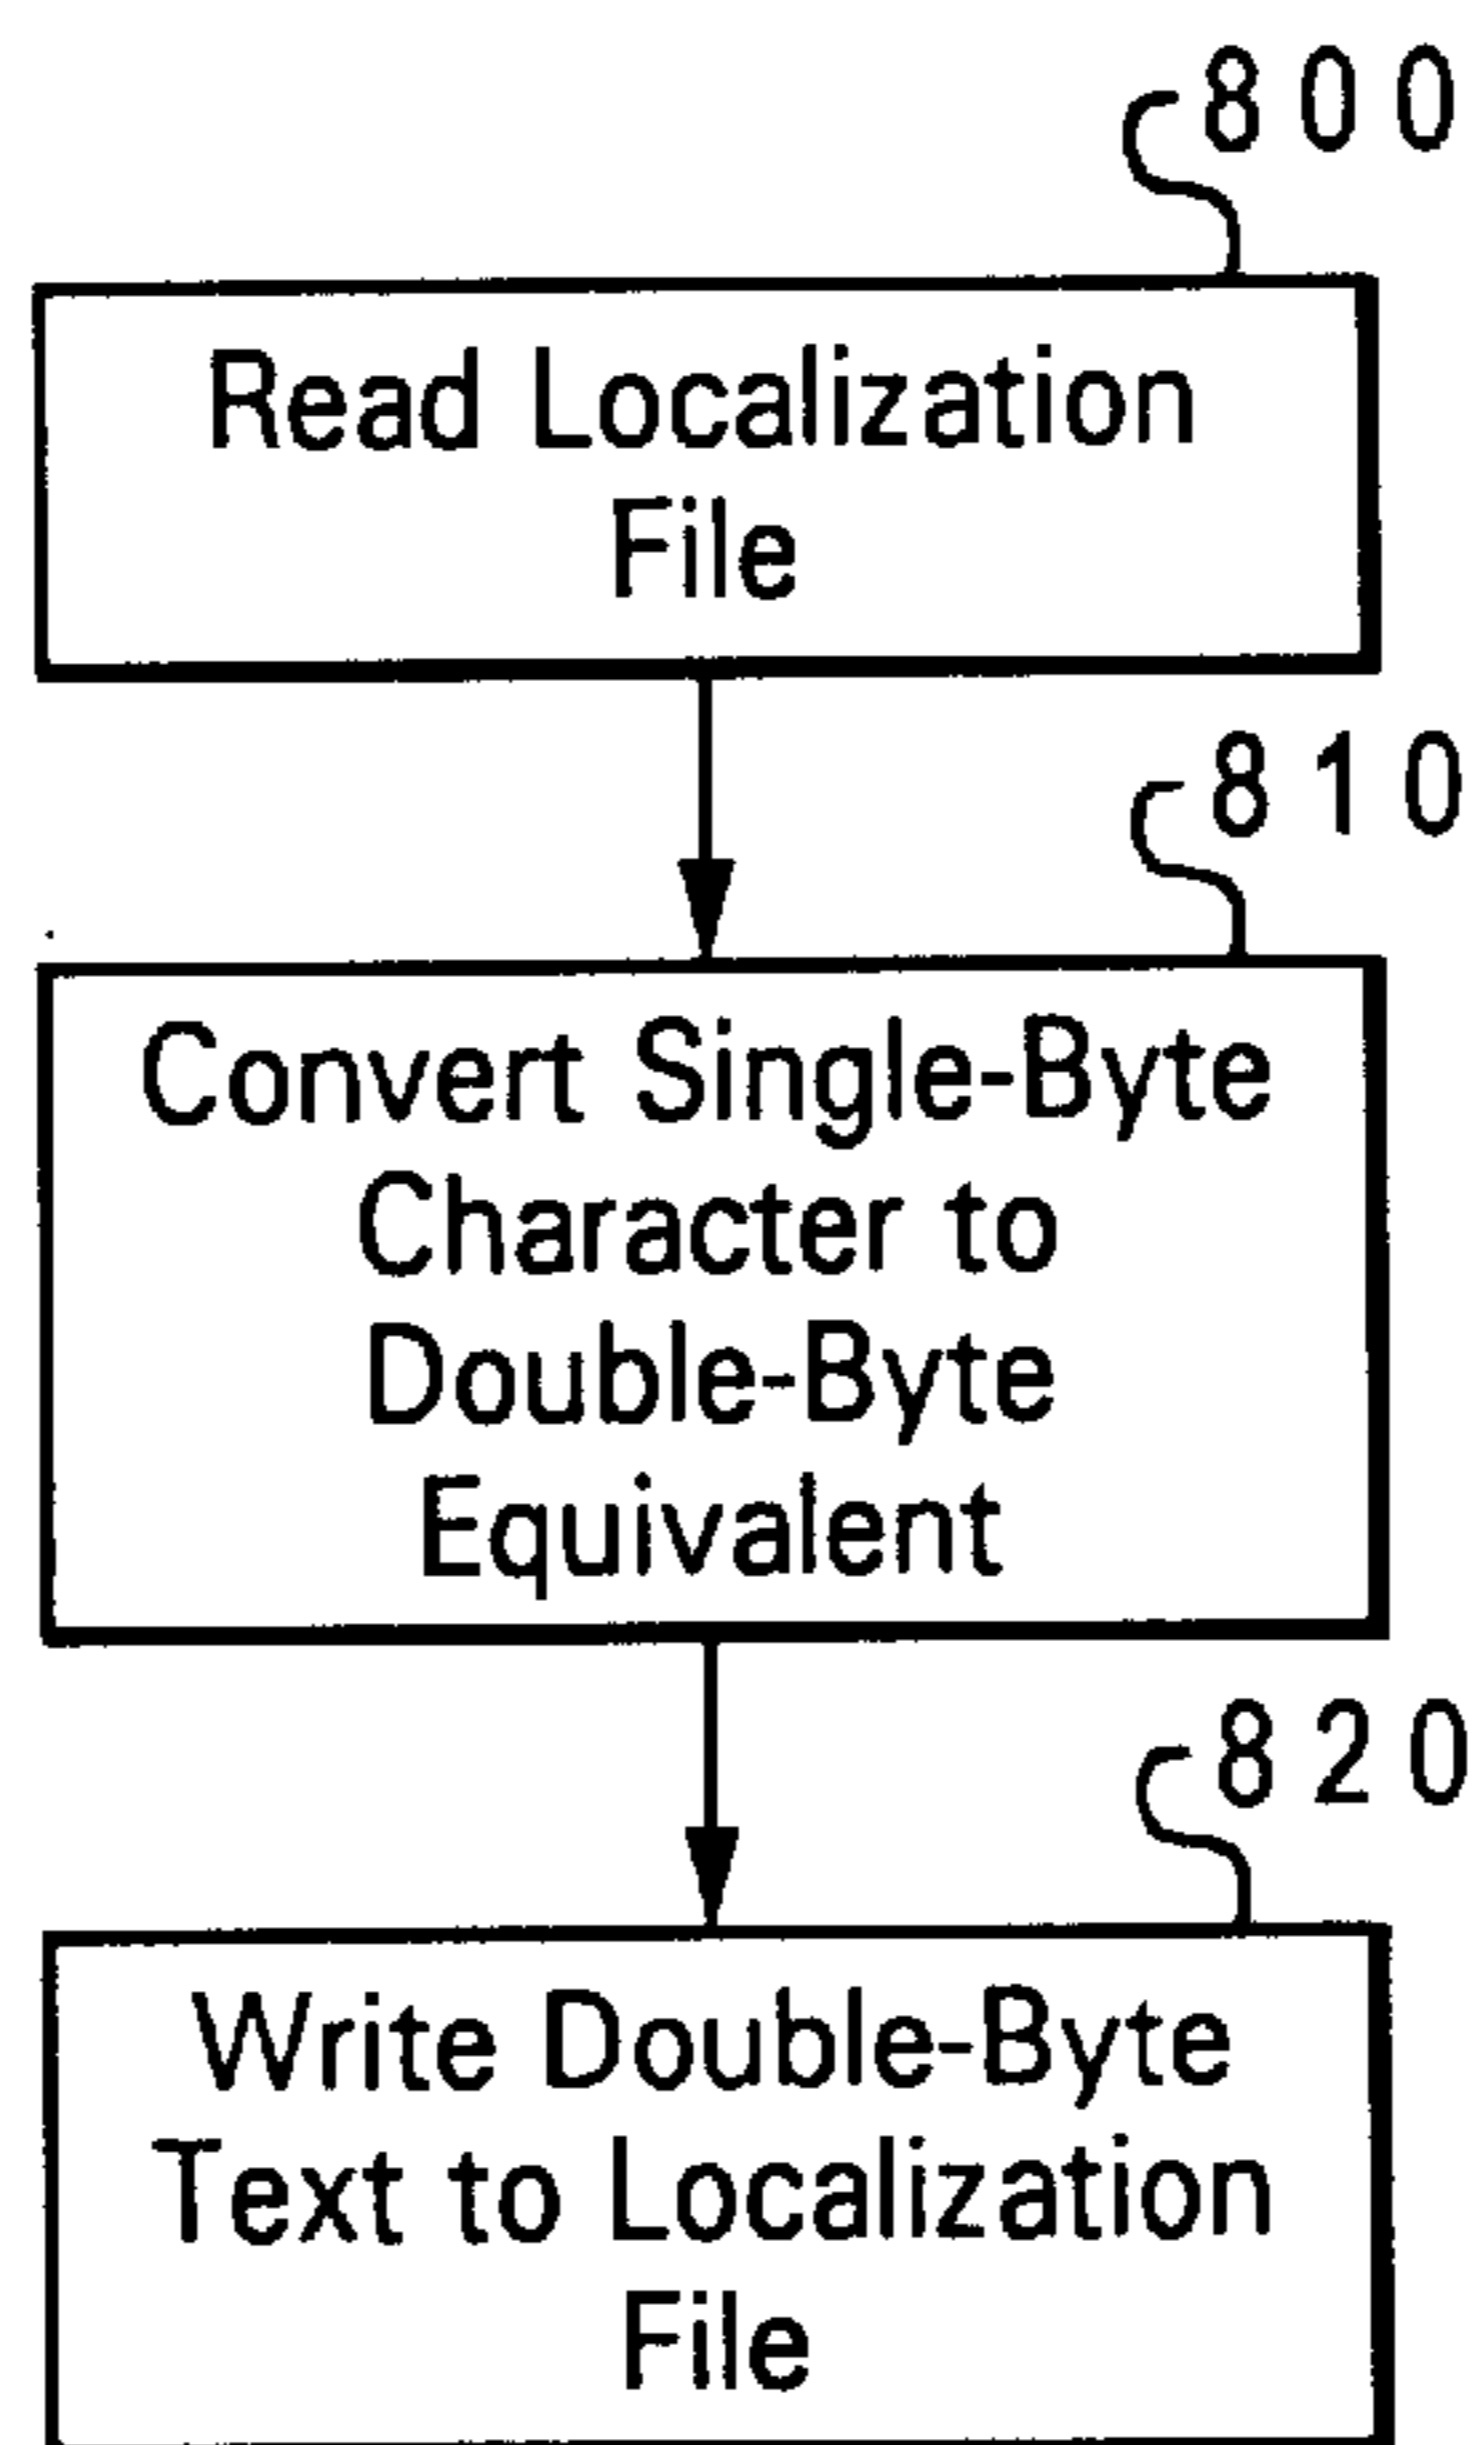 800
Read Localization
File
810
Convert Single-Byte
Character to
Double-Byte
Equivalent
820
Write Double-Byte
Text to Localization
File